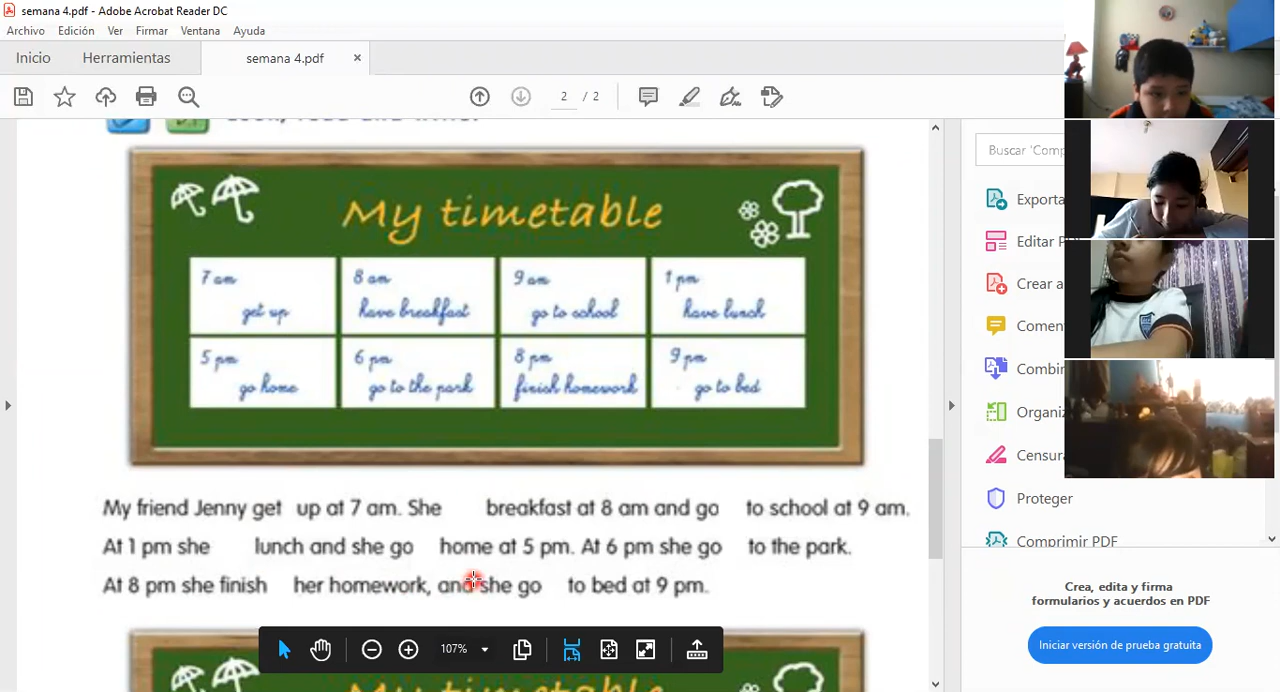 semana 4.pdf - Adobe Acrobat Reader DC
Archivo Edición Ver Firmar Ventana Ayuda
Inicio Herramientas semana 4.pdf ×
2 / 2
Look, read and write.
My timetable
7 am 8 am 9 am 1 pm
get up have breakfast go to school have lunch
5 pm 6 pm 8 pm 9 pm
go home go to the park finish homework go to bed
My friend Jenny get up at 7 am. She breakfast at 8 am and go to school at 9 am.
At 1 pm she lunch and she go home at 5 pm. At 6 pm she go to the park.
At 8 pm she finish her homework, and she go to bed at 9 pm.
107%
My timetable
Buscar 'Comp
Exporta
Editar P
Crear a
Comen
Combin
Organiz
Censura
Proteger
Comprimir PDF
Crea, edita y firma
formularios y acuerdos en PDF
Iniciar versión de prueba gratuita